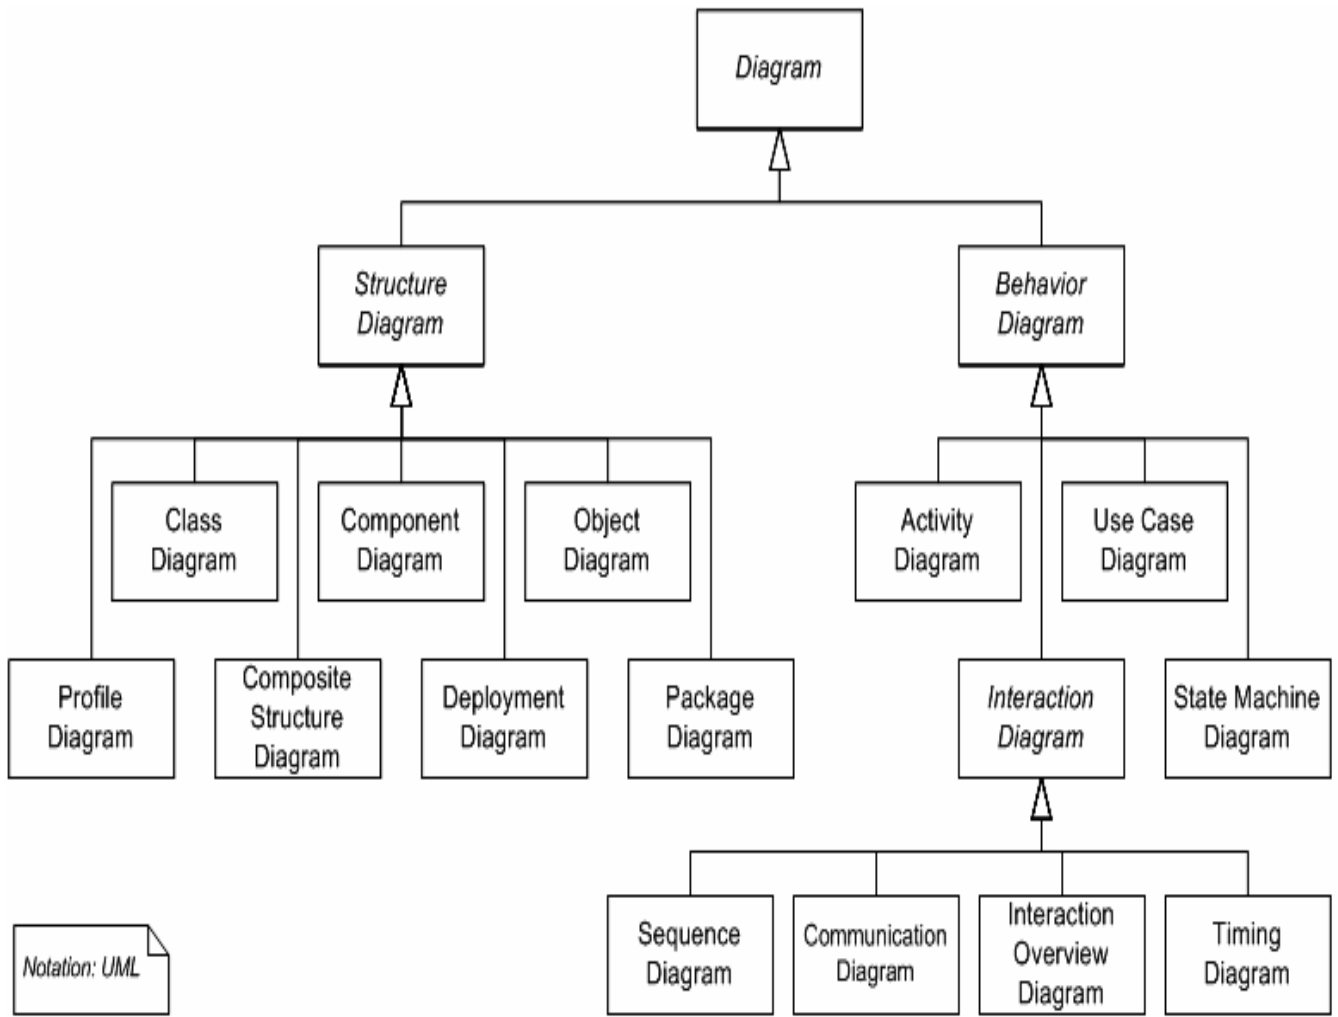 Diagram
Structure
Diagram
Behavior
Diagram
Class
Diagram
Component
Diagram
Object
Diagram
Activity
Diagram
Use Case
Diagram
Profile
Diagram
Composite
Structure
Diagram
Deployment
Diagram
Package
Diagram
Interaction
Diagram
State Machine
Diagram
Sequence
Diagram
Communication
Diagram
Interaction
Overview
Diagram
Timing
Diagram
Notation: UML